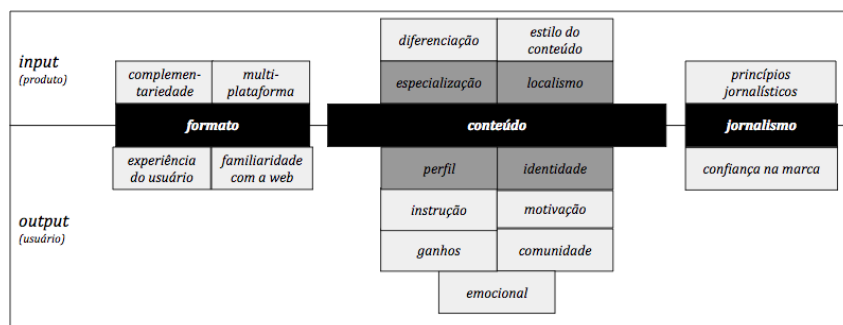 diferenciação
estilo do
conteúdo
input
(produto)
complemen-
tariedade
multi-
plataforma
especialização
localismo
princípios
jornalísticos
formato
conteúdo
jornalismo
experiência
do usuário
familiaridade
com a web
perfil
identidade
confiança na marca
output
(usuário)
instrução
motivação
ganhos
comunidade
emocional